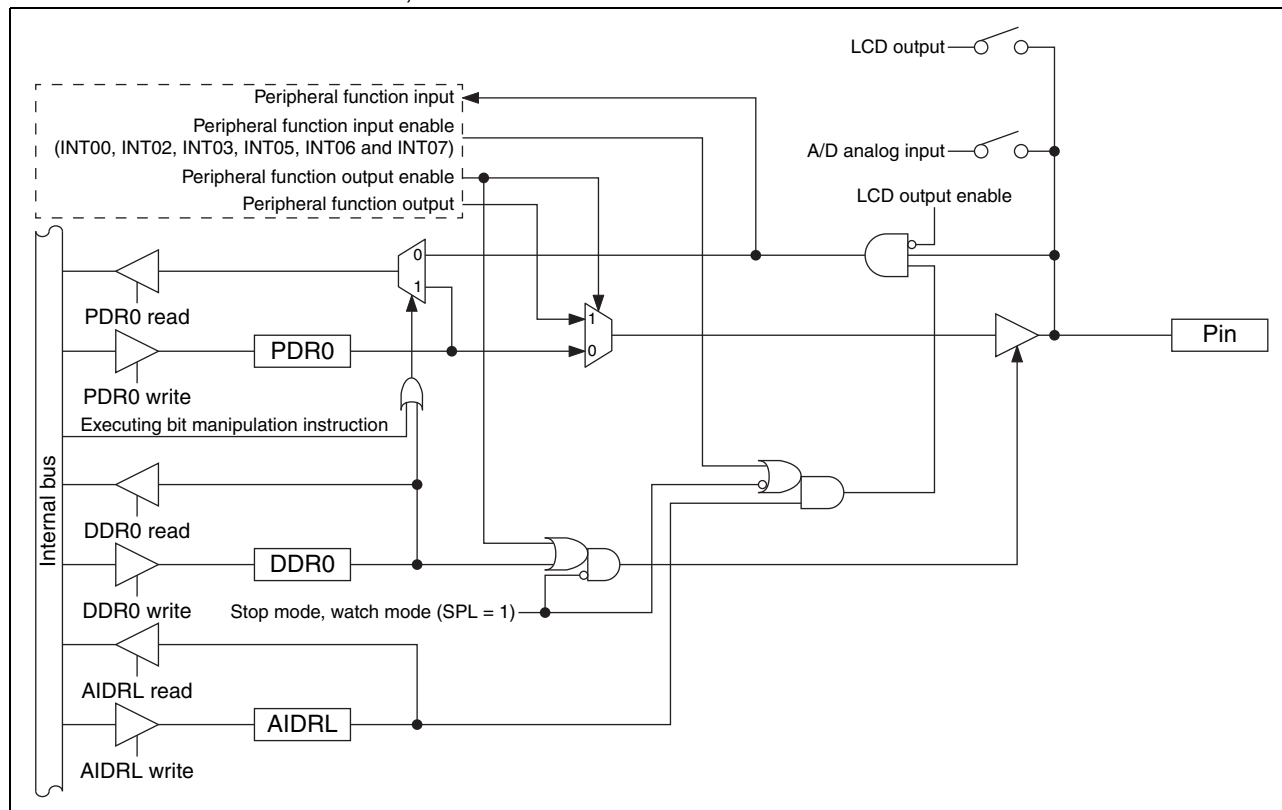 LCD output
Peripheral function input
Peripheral function input enable
(INT00, INT02, INT03, INT05, INT06 and INT07)
A/D analog input
Peripheral function output enable
Peripheral function output
LCD output enable
0
1
PDR0 read
1
0
PDR0
Pin
PDR0 write
Executing bit manipulation instruction
Internal bus
DDR0 read
DDR0
DDR0 write
Stop mode, watch mode (SPL = 1)
AIDRL read
AIDRL
AIDRL write